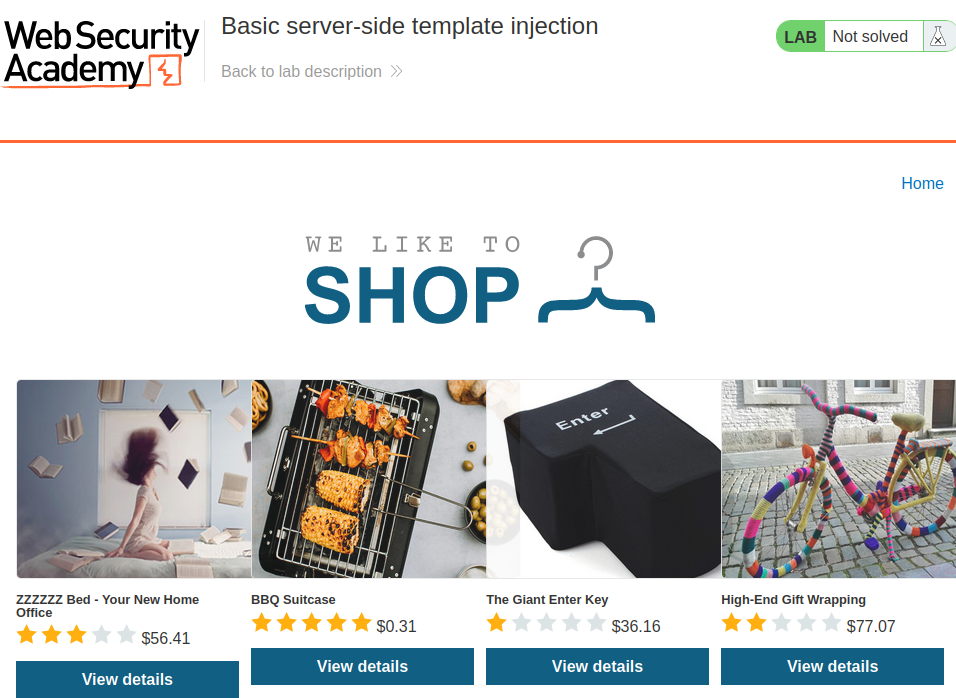 Web Security
Academy
Basic server-side template injection
Back to lab description
LAB Not solved
Home
WE LIKE TO
SHOP
Enter
ZZZZZZ Bed - Your New Home
Office
$56.41
View details
BBQ Suitcase
$0.31
View details
The Giant Enter Key
$36.16
View details
High-End Gift Wrapping
$77.07
View details